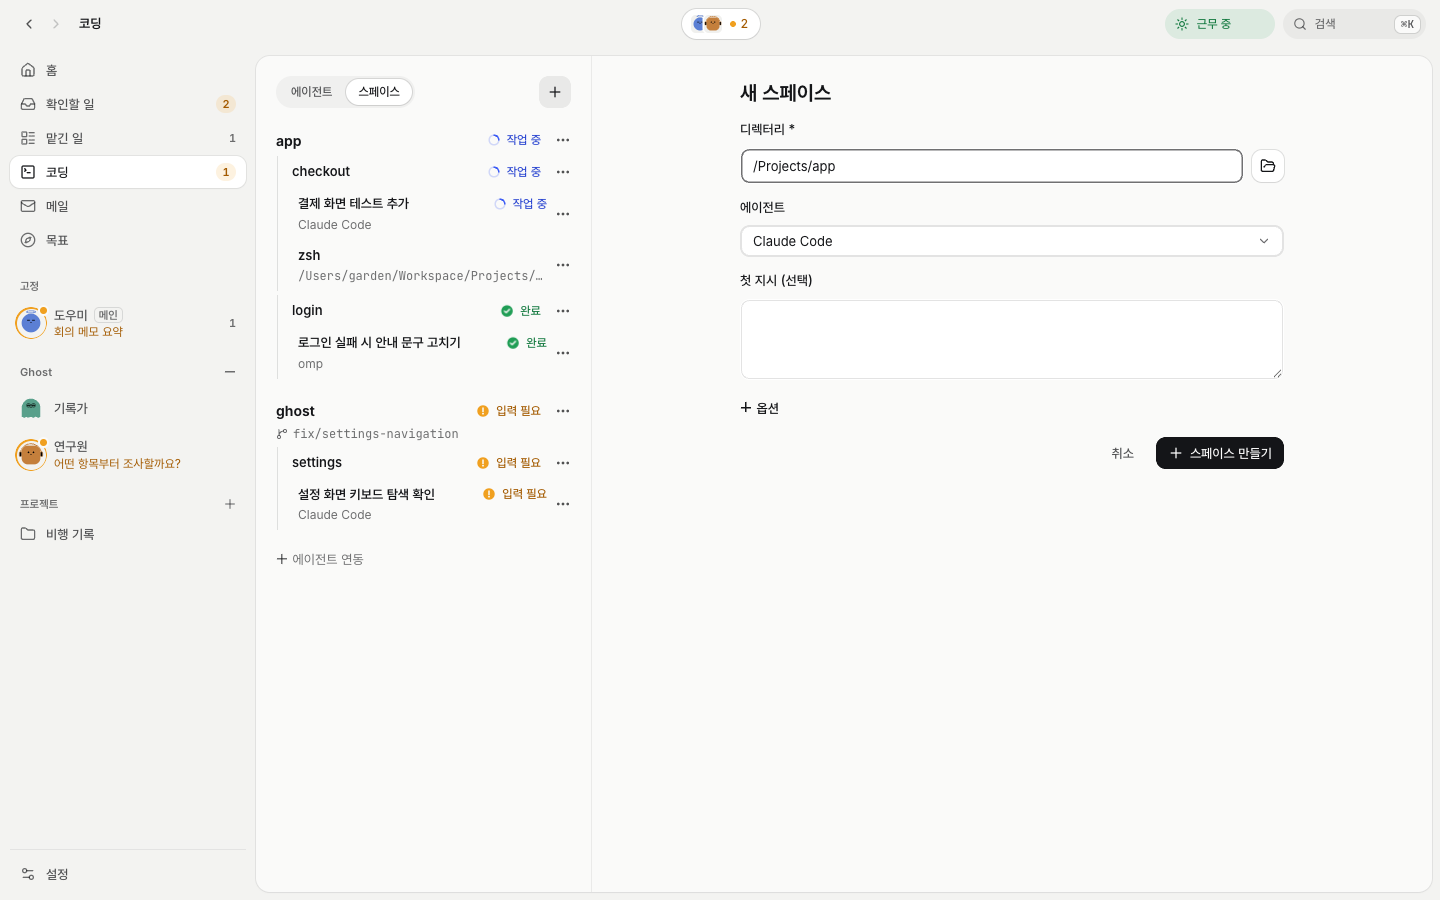 코딩
2
근무 중
검색
⌘K
홈
확인할 일
2
맡긴 일
1
코딩
1
메일
목표
고정
도우미
메인
회의 메모 요약
1
Ghost
기록가
연구원
어떤 항목부터 조사할까요?
프로젝트
비행 기록
설정
에이전트
스페이스
app
작업 중
checkout
작업 중
결제 화면 테스트 추가
작업 중
Claude Code
zsh
/Users/garden/Workspace/Projects/…
login
완료
로그인 실패 시 안내 문구 고치기
완료
omp
ghost
입력 필요
fix/settings-navigation
settings
입력 필요
설정 화면 키보드 탐색 확인
입력 필요
Claude Code
에이전트 연동
새 스페이스
디렉터리 *
/Projects/app
에이전트
Claude Code
첫 지시 (선택)
옵션
취소
스페이스 만들기